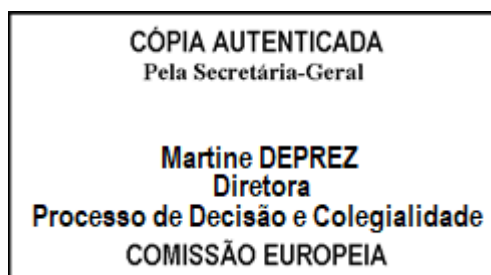 CÓPIA AUTENTICADA
Pela Secretária-Geral
Martine DEPREZ
Diretora
Processo de Decisão e Colegialidade
COMISSÃO EUROPEIA